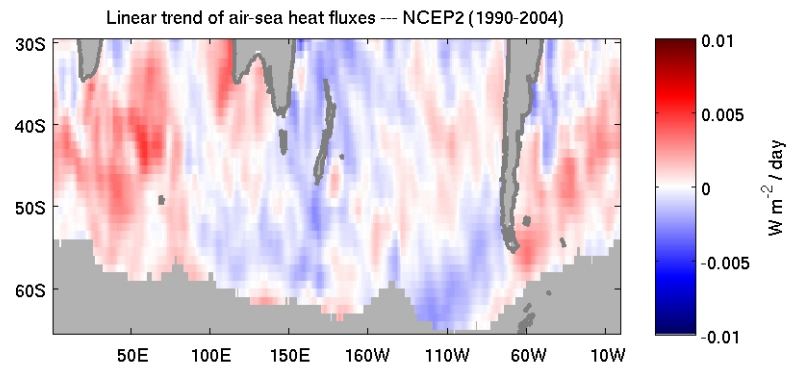 Linear trend of air-sea heat fluxes --- NCEP2 (1990-2004)
30S
40S
50S
60S
50E 100E 150E 160W 110W 60W 10W
0.01
0.005
0
-0.005
-0.01
W m⁻² / day